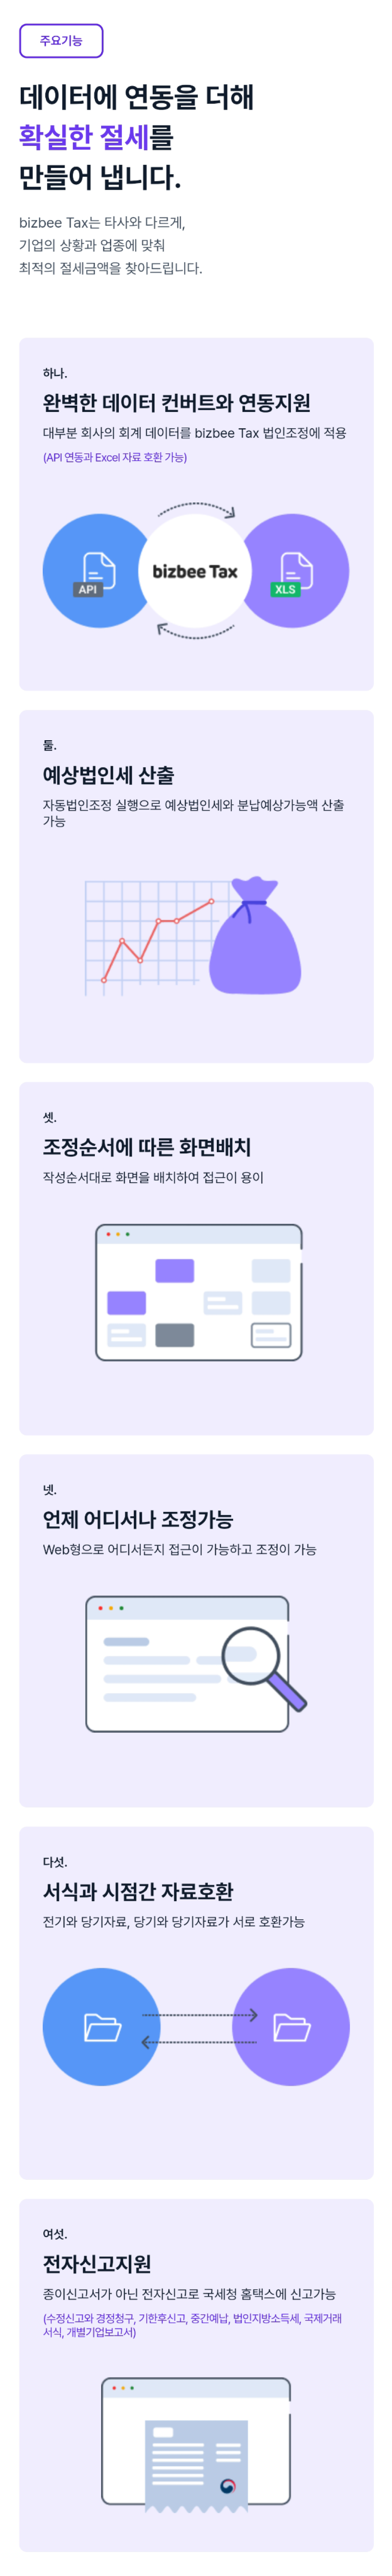 주요기능
데이터에 연동을 더해
확실한 절세를
만들어 냅니다.
bizbee Tax는 타사와 다르게,
기업의 상황과 업종에 맞춰
최적의 절세금액을 찾아드립니다.
하나.
완벽한 데이터 컨버트와 연동지원
대부분 회사의 회계 데이터를 bizbee Tax 법인조정에 적용
(API 연동과 Excel 자료 호환 가능)
API
bizbee Tax
XLS
둘.
예상법인세 산출
자동법인조정 실행으로 예상법인세와 분납예상가능액 산출
가능
셋.
조정순서에 따른 화면배치
작성순서대로 화면을 배치하여 접근이 용이
넷.
언제 어디서나 조정가능
Web형으로 어디서든지 접근이 가능하고 조정이 가능
다섯.
서식과 시점간 자료호환
전기와 당기자료, 당기와 당기자료가 서로 호환가능
여섯.
전자신고지원
종이신고서가 아닌 전자신고로 국세청 홈택스에 신고가능
(수정신고와 경정청구, 기한후신고, 중간예납, 법인지방소득세, 국제거래
서식, 개별기업보고서)